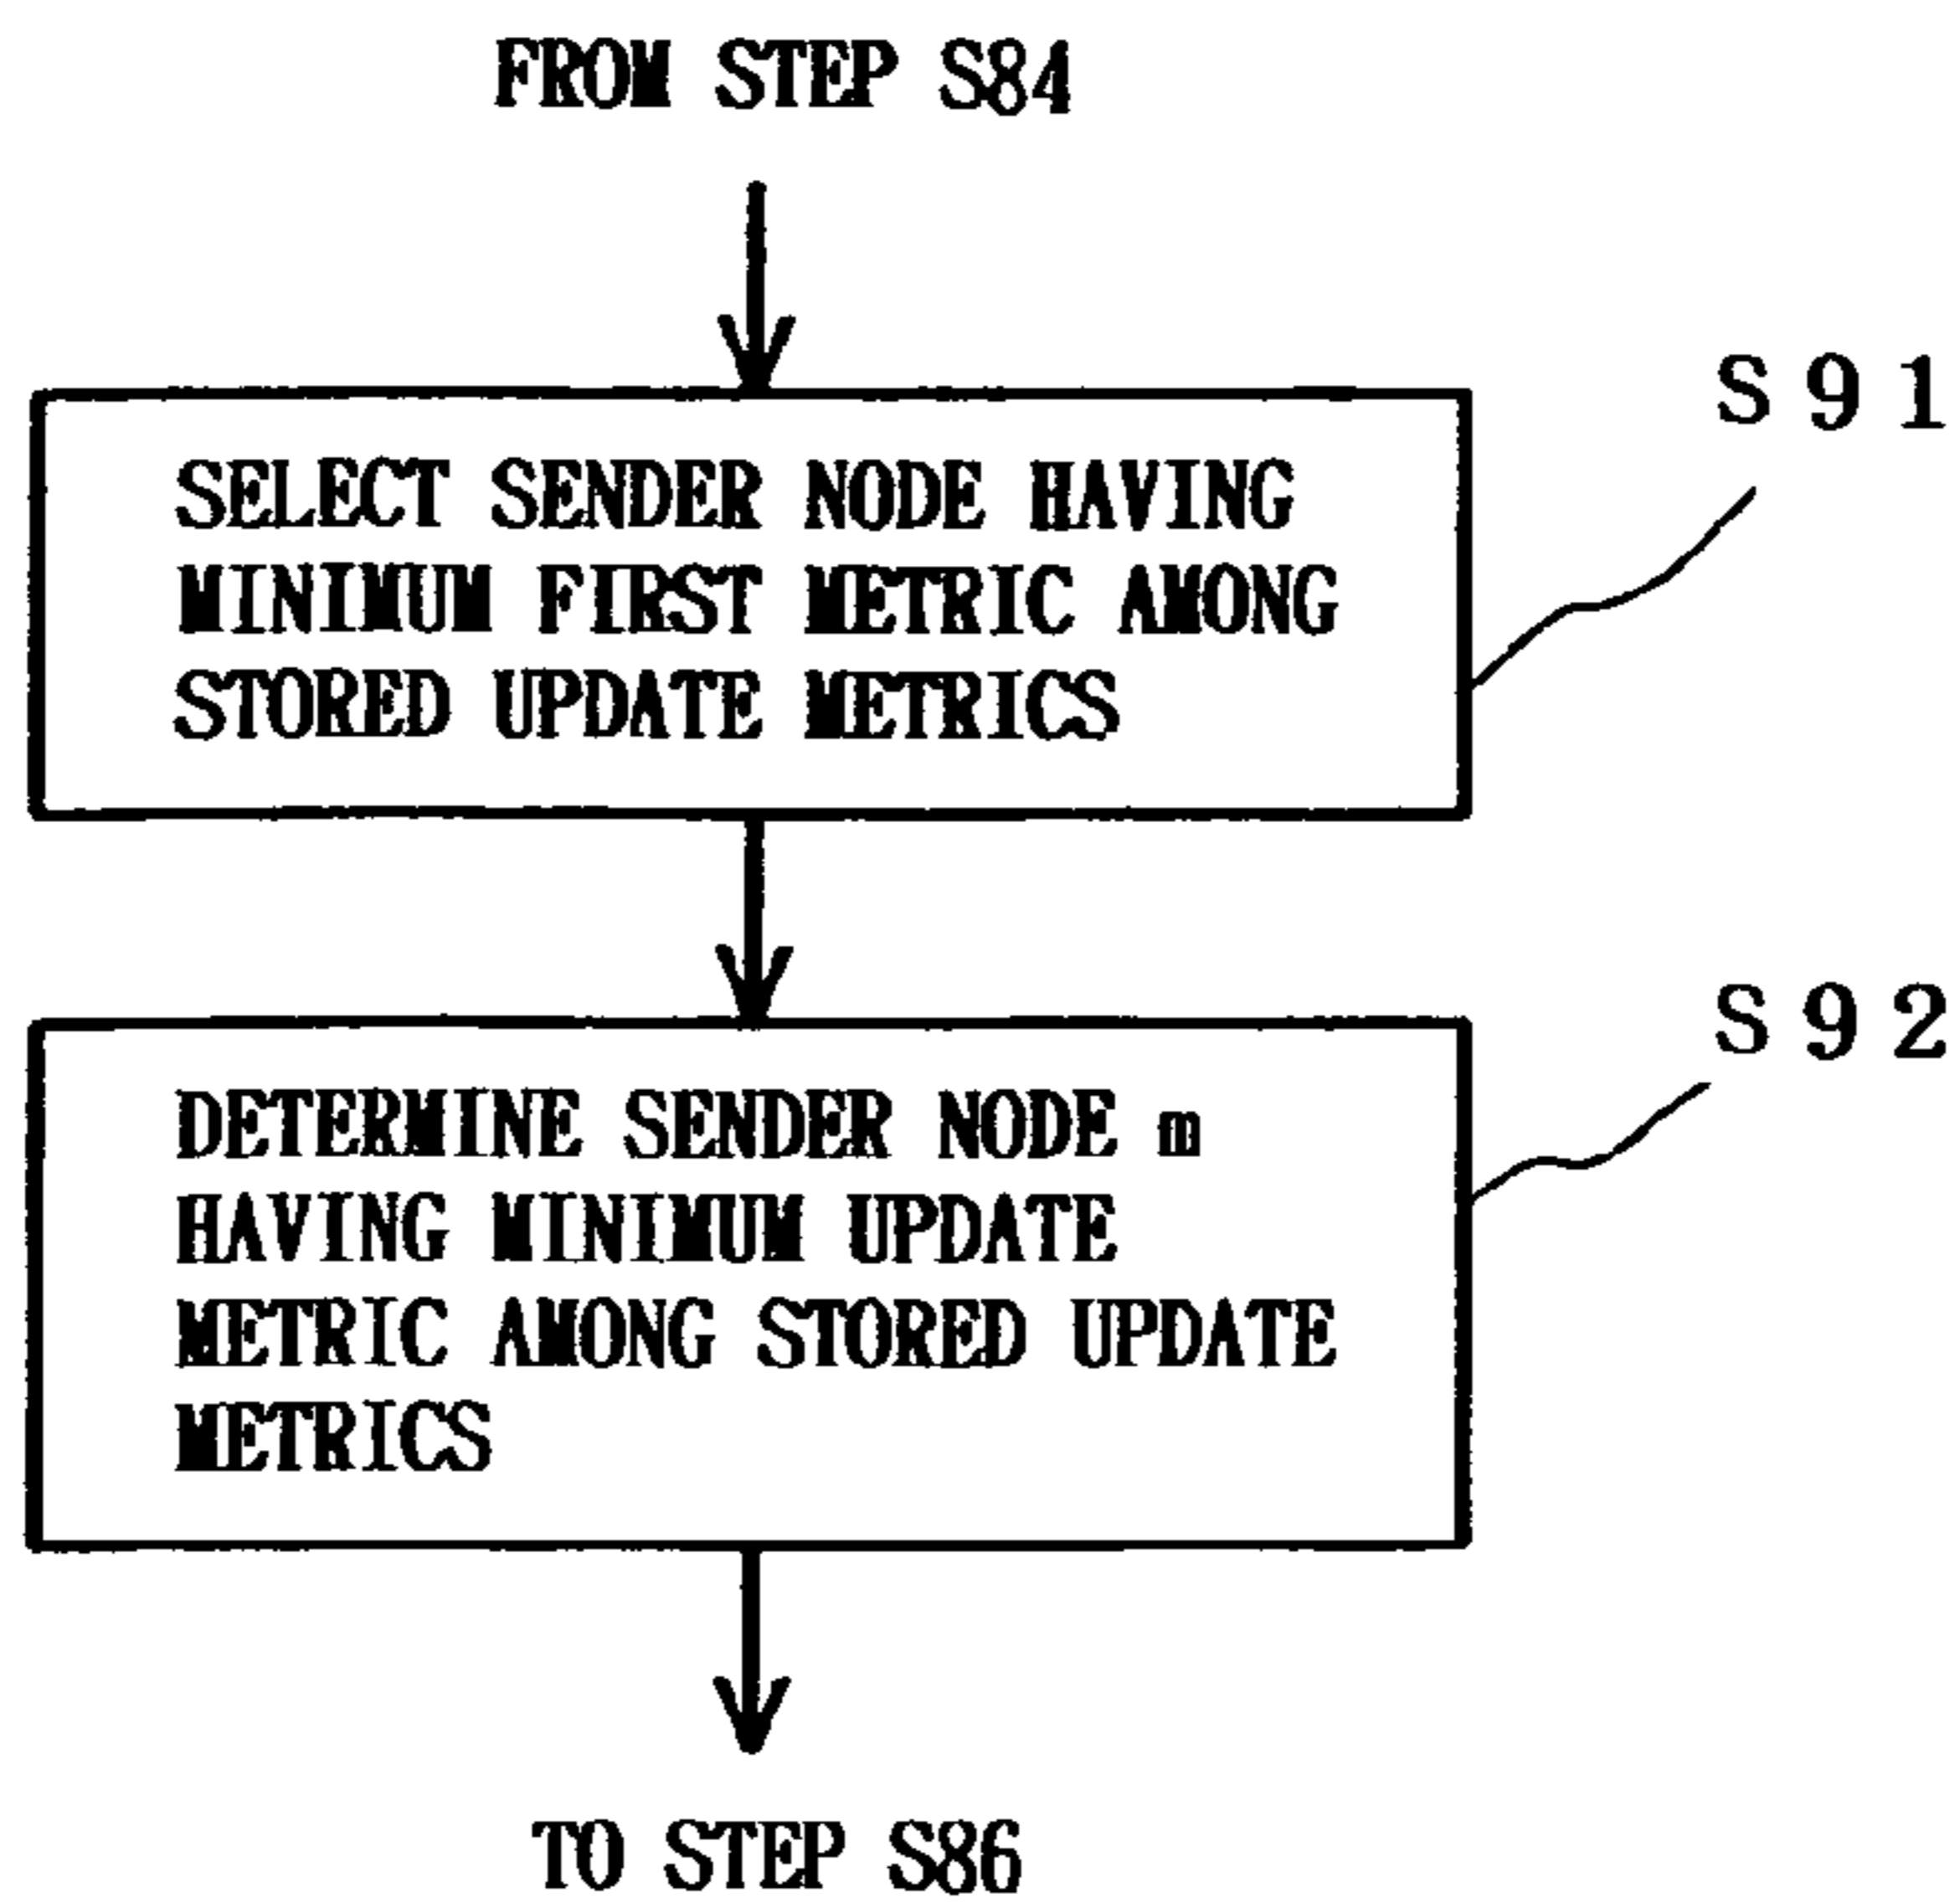 FROM STEP S84
S91
SELECT SENDER NODE HAVING
MINIMUM FIRST METRIC AMONG
STORED UPDATE METRICS
S92
DETERMINE SENDER NODE m
HAVING MINIMUM UPDATE
METRIC AMONG STORED UPDATE
METRICS
TO STEP S86